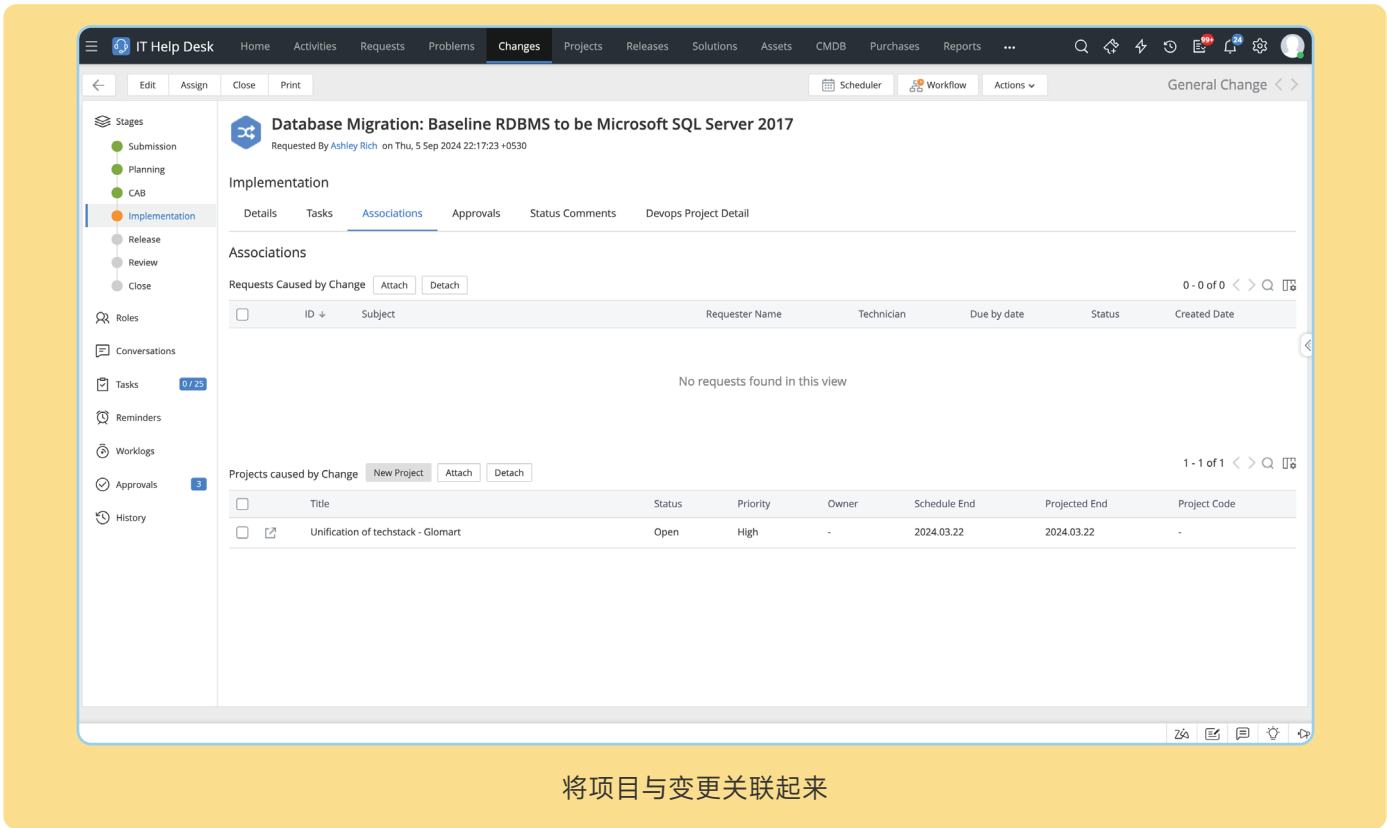 IT Help Desk Home Activities Requests Problems Changes Projects Releases Solutions Assets CMDB Purchases Reports ... 99+ 24
Edit Assign Close Print Scheduler Workflow Actions General Change
Stages
Submission
Planning
CAB
Implementation
Release
Review
Close
Roles
Conversations
Tasks 0 / 25
Reminders
Worklogs
Approvals 3
History
Database Migration: Baseline RDBMS to be Microsoft SQL Server 2017
Requested By Ashley Rich on Thu, 5 Sep 2024 22:17:23 +0530
Implementation
Details Tasks Associations Approvals Status Comments Devops Project Detail
Associations
Requests Caused by Change Attach Detach 0 - 0 of 0
ID Subject Requester Name Technician Due by date Status Created Date
No requests found in this view
Projects caused by Change New Project Attach Detach 1 - 1 of 1
Title Status Priority Owner Schedule End Projected End Project Code
Unification of techstack - Glomart Open High - 2024.03.22 2024.03.22 -
将项目与变更关联起来